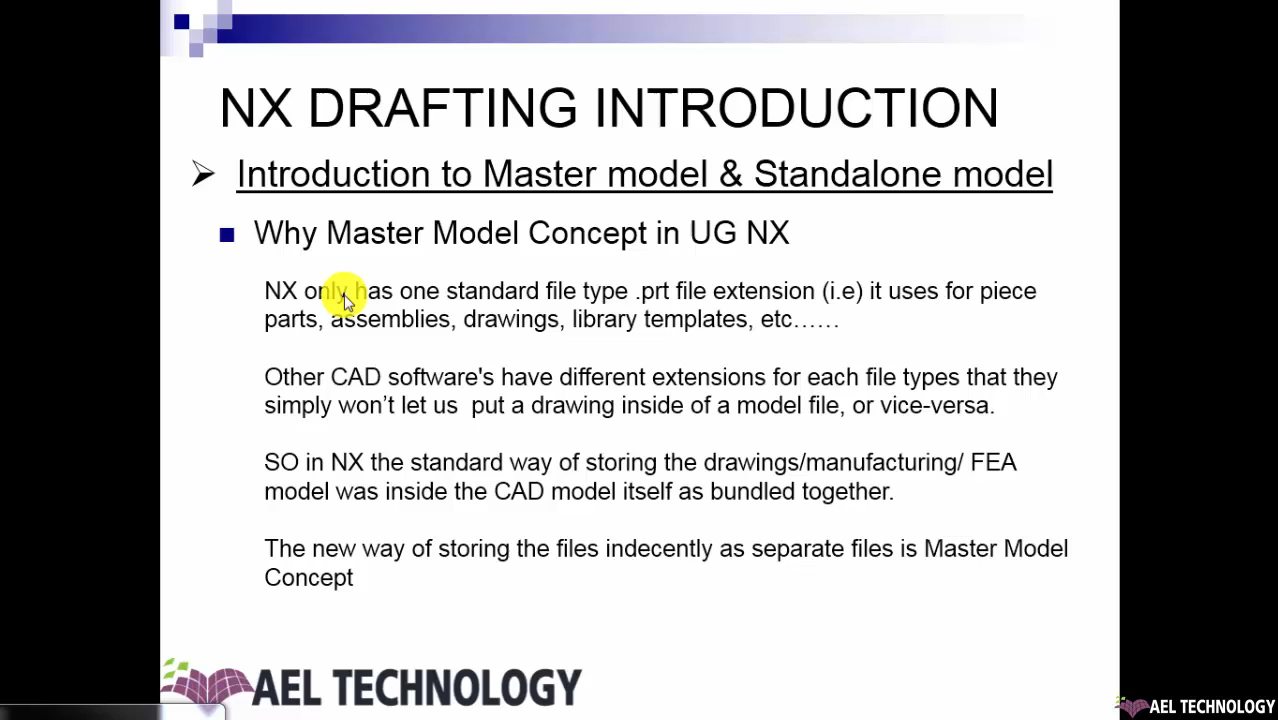 NX DRAFTING INTRODUCTION
Introduction to Master model & Standalone model
Why Master Model Concept in UG NX
NX only has one standard file type .prt file extension (i.e) it uses for piece
parts, assemblies, drawings, library templates, etc……
Other CAD software's have different extensions for each file types that they
simply won’t let us  put a drawing inside of a model file, or vice-versa.
SO in NX the standard way of storing the drawings/manufacturing/ FEA
model was inside the CAD model itself as bundled together.
The new way of storing the files indecently as separate files is Master Model
Concept
AEL TECHNOLOGY
AEL TECHNOLOGY